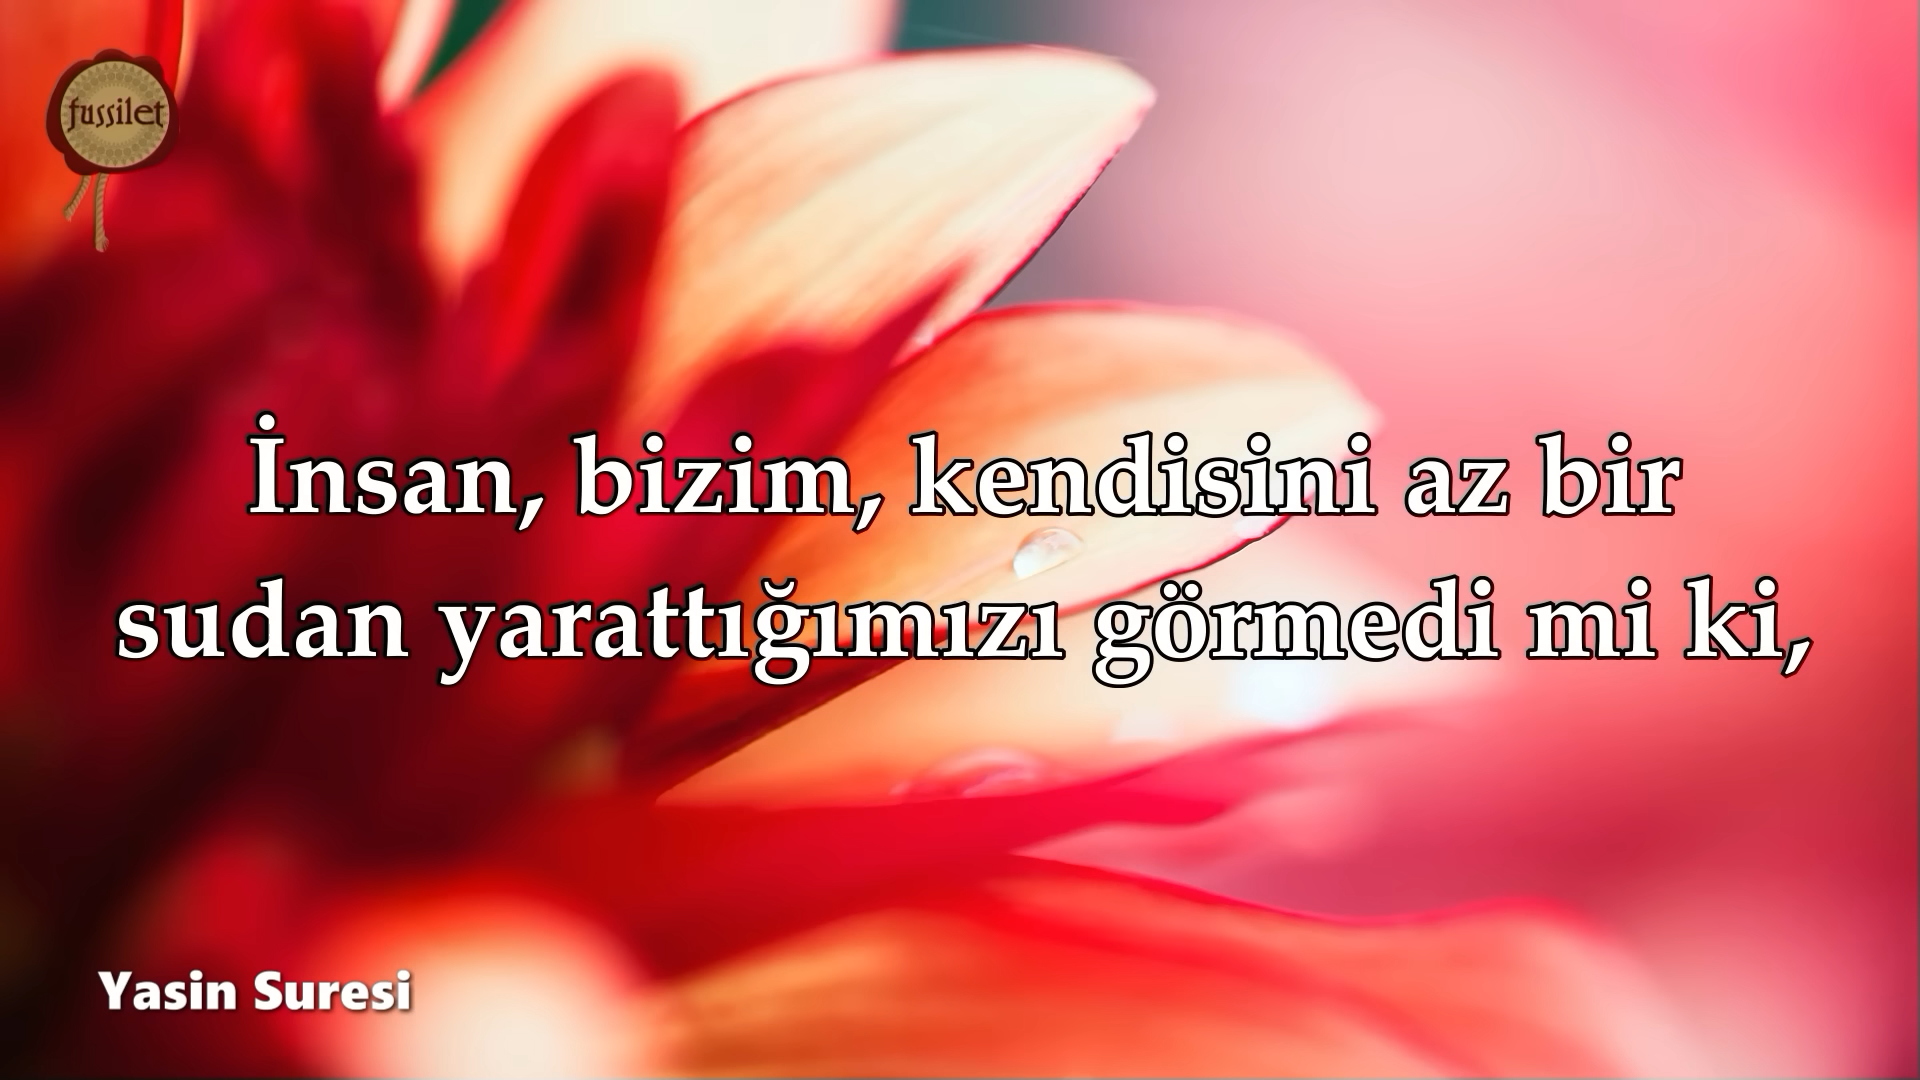 fussilet
İnsan, bizim, kendisini az bir
sudan yarattığımızı görmedi mi ki,
Yasin Suresi